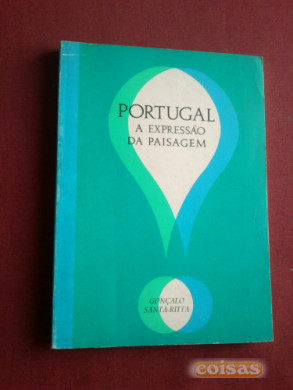 PORTUGAL
A EXPRESSÃO
DA PAISAGEM
GONÇALO
SANTA-RITTA
coisas